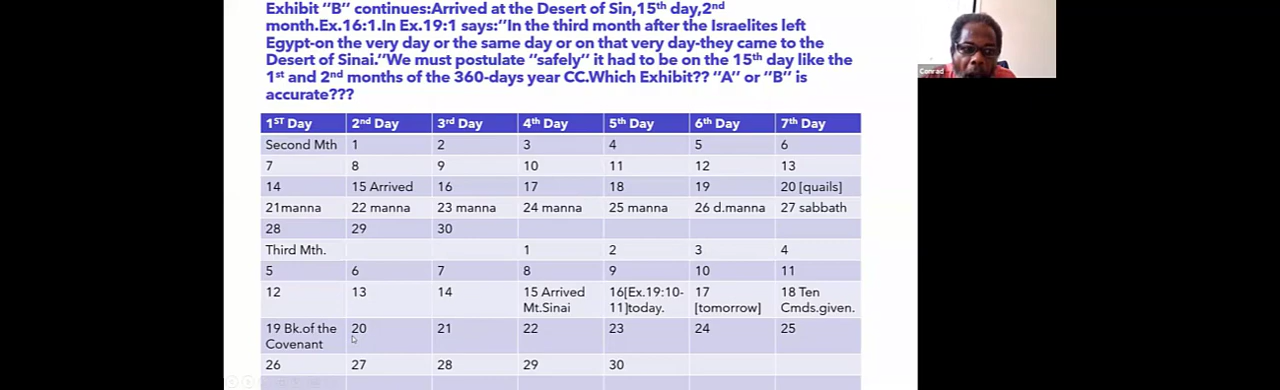 Exhibit "B" continues:Arrived at the Desert of Sin,15th day,2nd
month.Ex.16:1.In Ex.19:1 says:"In the third month after the Israelites left
Egypt-on the very day or the same day or on that very day-they came to the
Desert of Sinai."We must postulate "safely" it had to be on the 15th day like the
1st and 2nd months of the 360-days year CC.Which Exhibit?? "A" or "B" is
accurate???
1ST Day 2nd Day 3rd Day 4th Day 5th Day 6th Day 7th Day
Second Mth 1 2 3 4 5 6
7 8 9 10 11 12 13
14 15 Arrived 16 17 18 19 20 [quails]
21manna 22 manna 23 manna 24 manna 25 manna 26 d.manna 27 sabbath
28 29 30
Third Mth. 1 2 3 4
5 6 7 8 9 10 11
12 13 14 15 Arrived Mt.Sinai 16[Ex.19:10-11]today. 17 [tomorrow] 18 Ten Cmds.given.
19 Bk.of the Covenant 20 21 22 23 24 25
26 27 28 29 30
Conrad